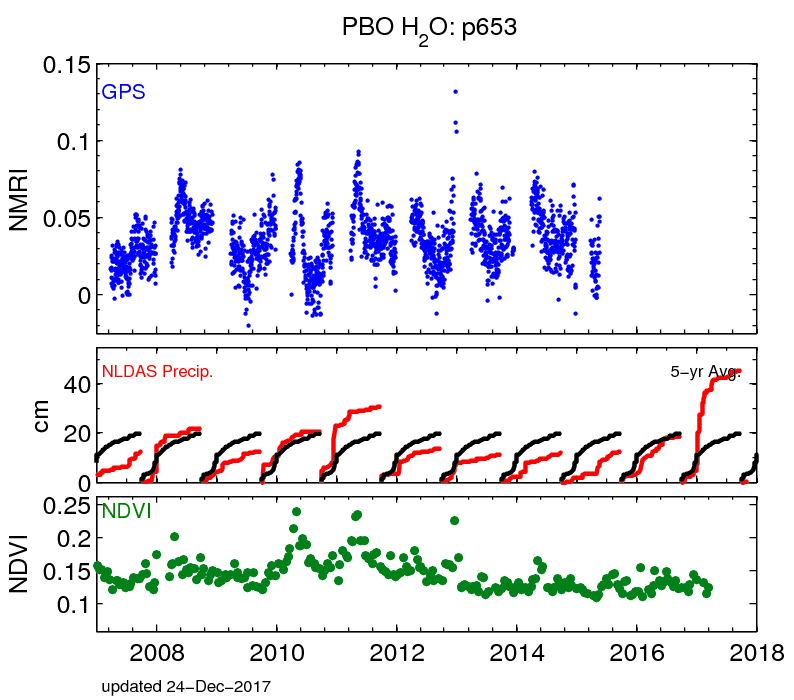 PBO H2O: p653
0.15
GPS
0.1
NMRI
0.05
0
NLDAS Precip.
5−yr Avg.
40
cm
20
0
0.25
NDVI
0.2
NDVI
0.15
0.1
2008 2010 2012 2014 2016 2018
updated 24−Dec−2017